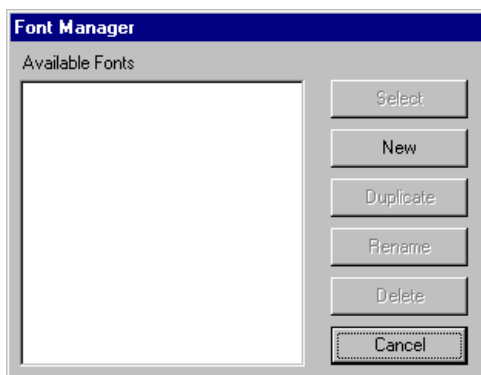 Font Manager
Available Fonts
Select
New
Duplicate
Rename
Delete
Cancel